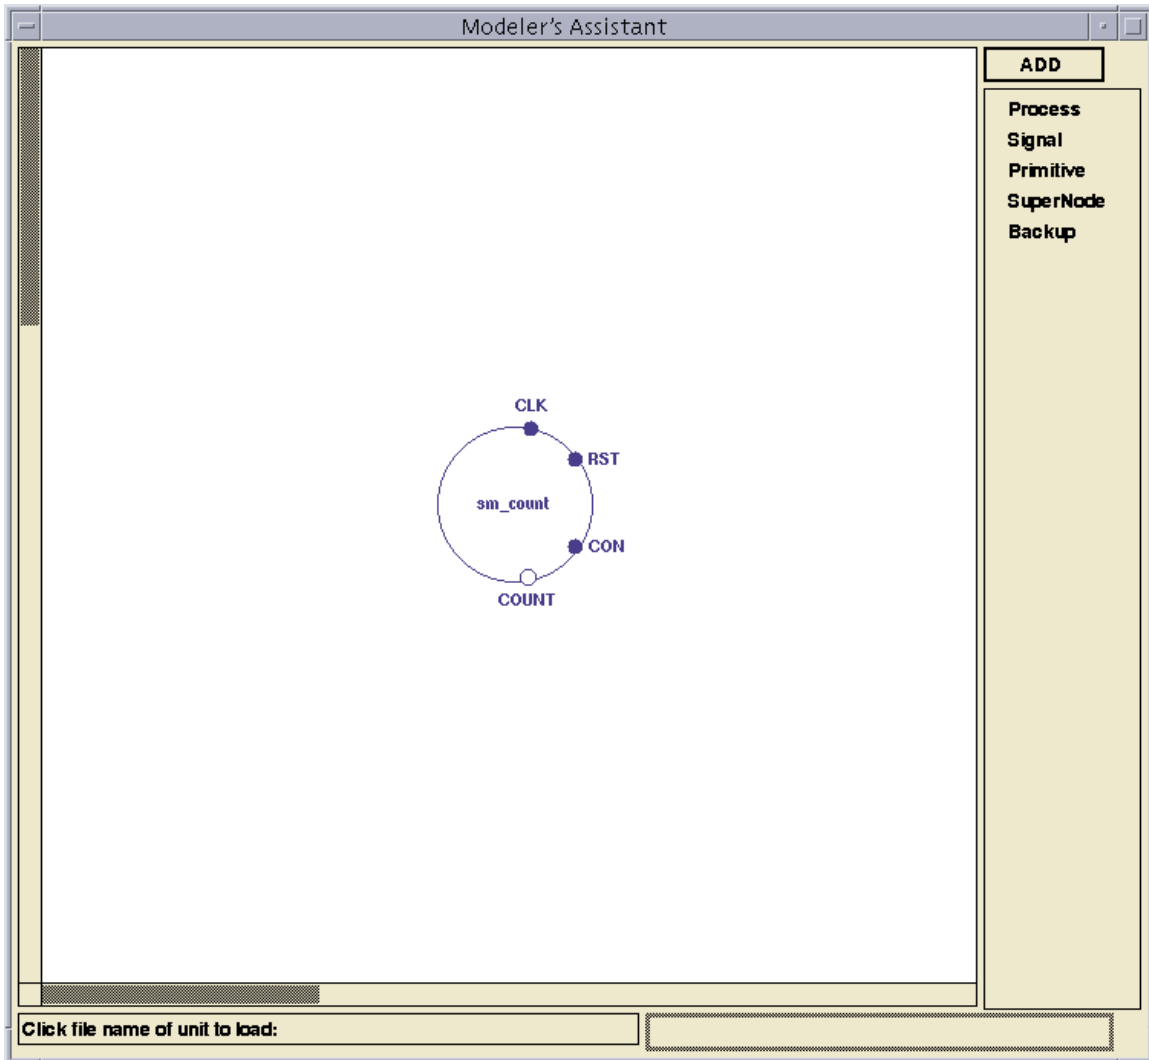 Modeler's Assistant
ADD
Process
Signal
Primitive
SuperNode
Backup
CLK
RST
sm_count
CON
COUNT
Click file name of unit to load: